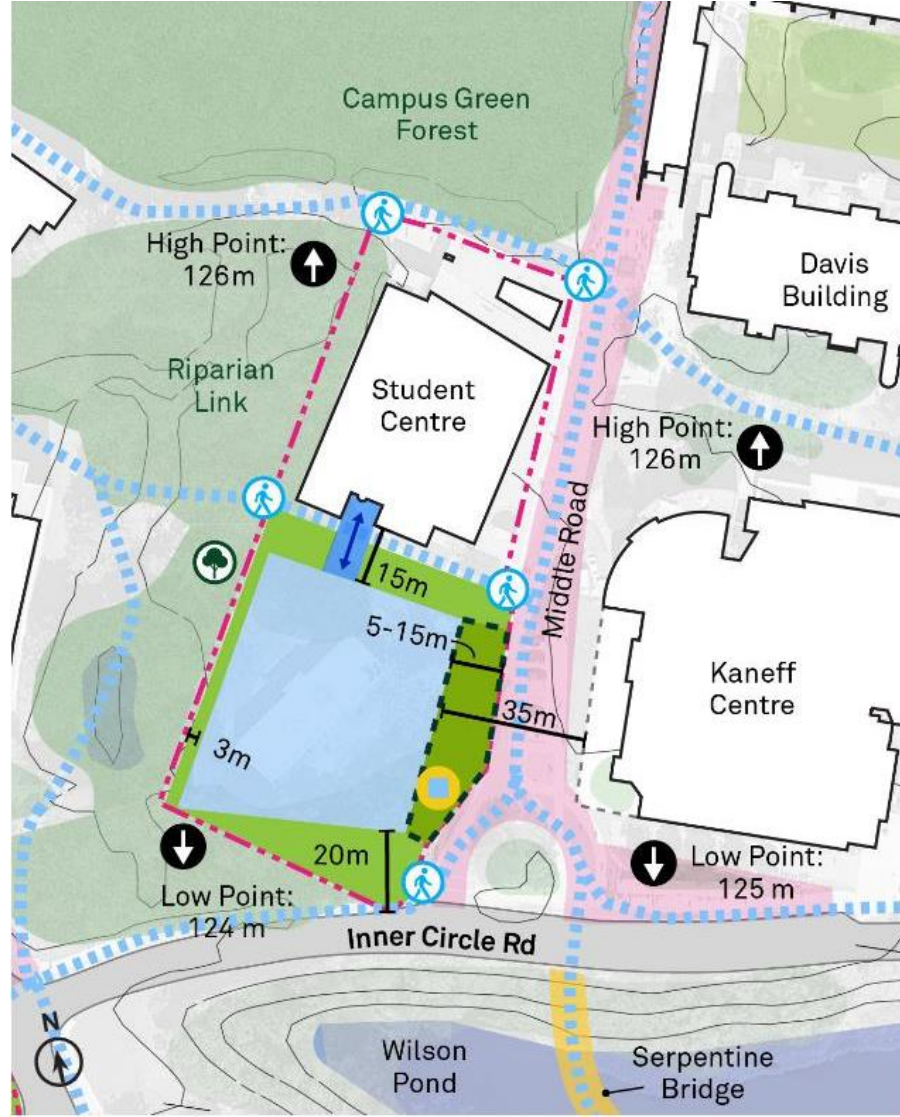 Campus Green
Forest
High Point:
126m
Davis
Building
Riparian
Link
Student
Centre
High Point:
126m
Middle Road
15m
5-15m
Kaneff
Centre
35m
3m
20m
Low Point:
124 m
Low Point:
125 m
Inner Circle Rd
N
Wilson
Pond
Serpentine
Bridge